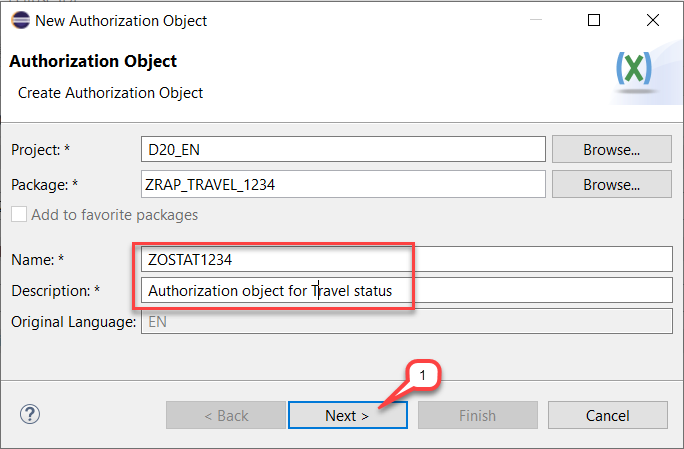 New Authorization Object
Authorization Object
Create Authorization Object
(X)
Project: * D20_EN Browse...
Package: * ZRAP_TRAVEL_1234 Browse...
Add to favorite packages
Name: * ZOSTAT1234
Description: * Authorization object for Travel status
Original Language: EN
1
? < Back Next > Finish Cancel